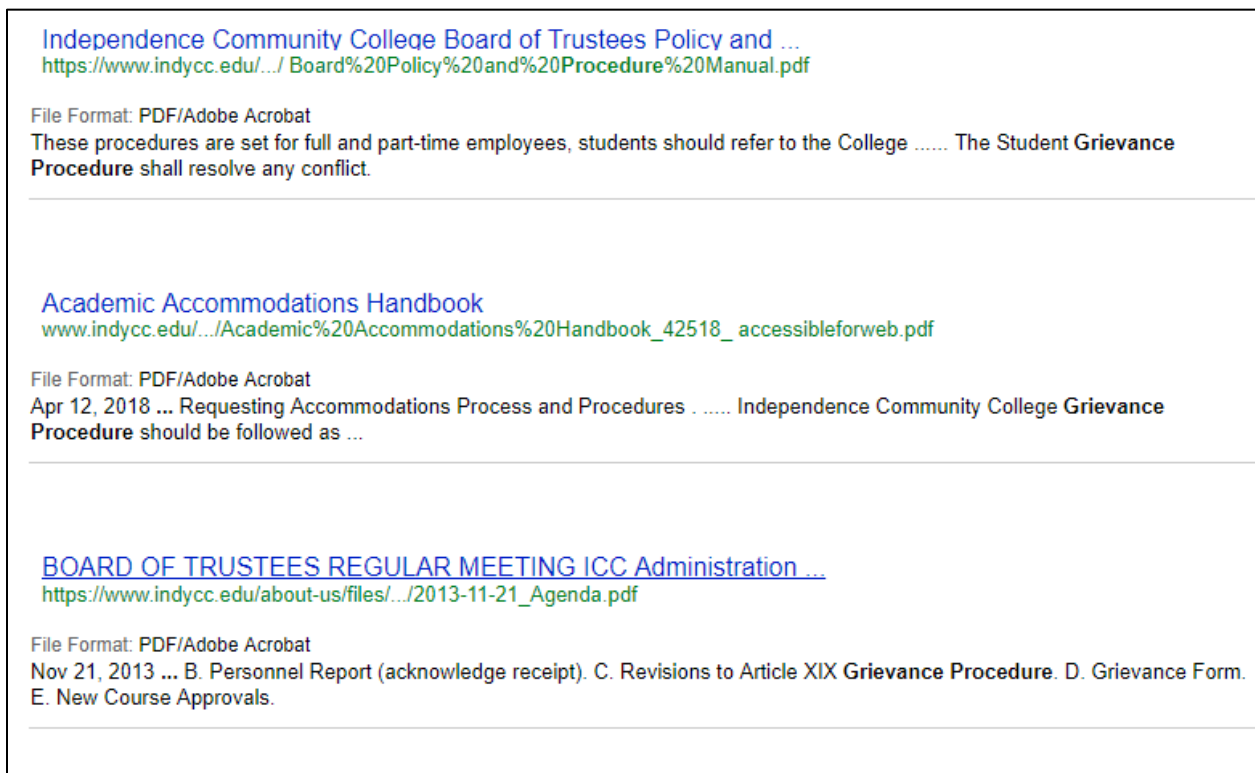 Independence Community College Board of Trustees Policy and ...
https://www.indycc.edu/.../ Board%20Policy%20and%20Procedure%20Manual.pdf
File Format: PDF/Adobe Acrobat
These procedures are set for full and part-time employees, students should refer to the College ...... The Student Grievance
Procedure shall resolve any conflict.
Academic Accommodations Handbook
www.indycc.edu/.../Academic%20Accommodations%20Handbook_42518_ accessibleforweb.pdf
File Format: PDF/Adobe Acrobat
Apr 12, 2018 ... Requesting Accommodations Process and Procedures . ..... Independence Community College Grievance
Procedure should be followed as ...
BOARD OF TRUSTEES REGULAR MEETING ICC Administration ...
https://www.indycc.edu/about-us/files/.../2013-11-21_Agenda.pdf
File Format: PDF/Adobe Acrobat
Nov 21, 2013 ... B. Personnel Report (acknowledge receipt). C. Revisions to Article XIX Grievance Procedure. D. Grievance Form.
E. New Course Approvals.